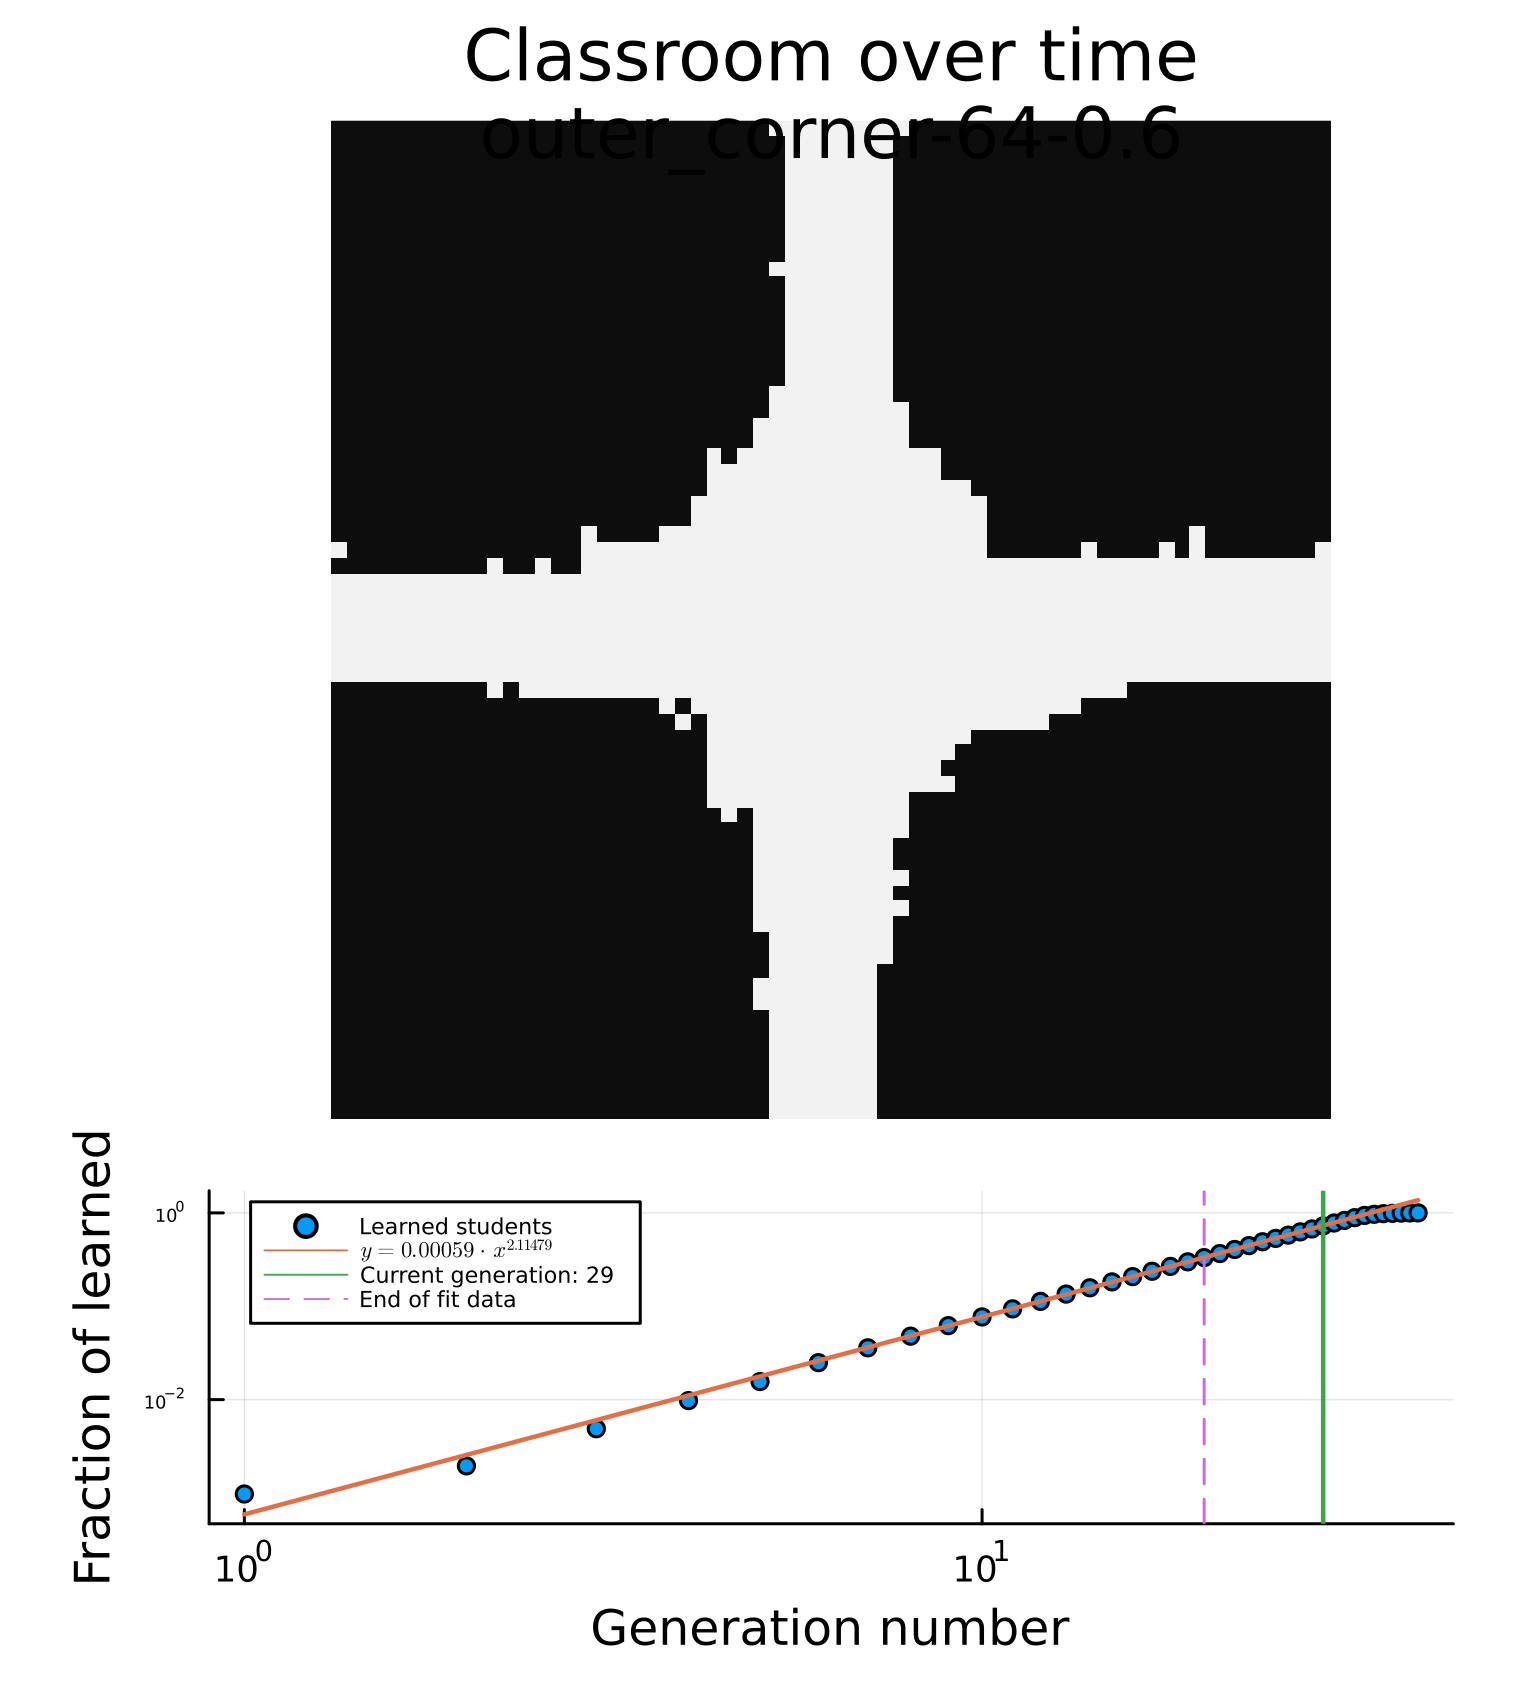 Classroom over time
outer_corner-64-0.6
Fraction of learned
10⁰
10⁻²
Learned students
y = 0.00059 · x^2.11479
Current generation: 29
End of fit data
10⁰
10¹
Generation number